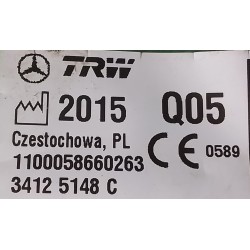 TRW
2015 Q05
Czestochowa, PL
CE 0589
1100058660263
3412 5148 C